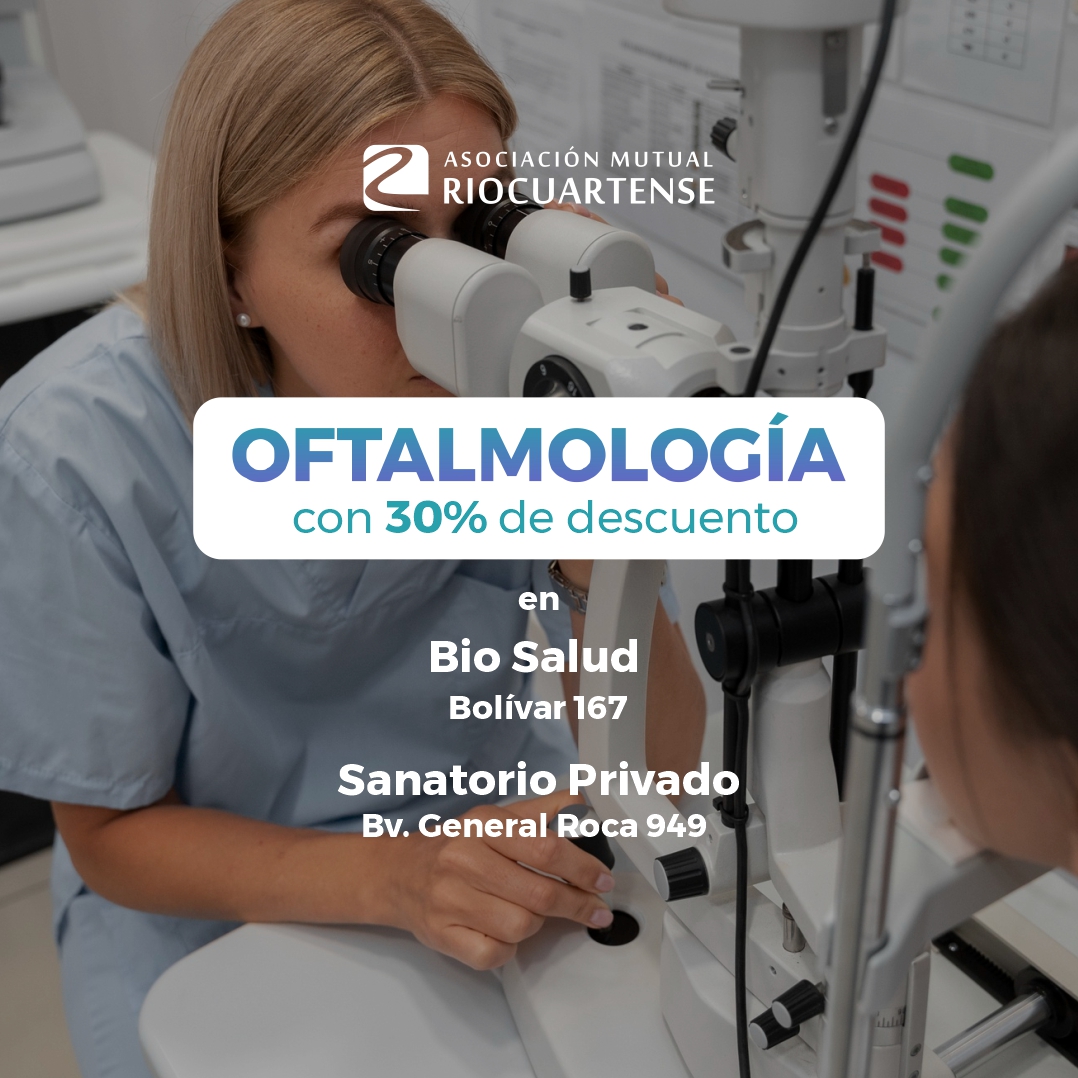 ASOCIACIÓN MUTUAL
RIOCUARTENSE
OFTALMOLOGÍA
con 30% de descuento
en
Bio Salud
Bolívar 167
Sanatorio Privado
Bv. General Roca 949